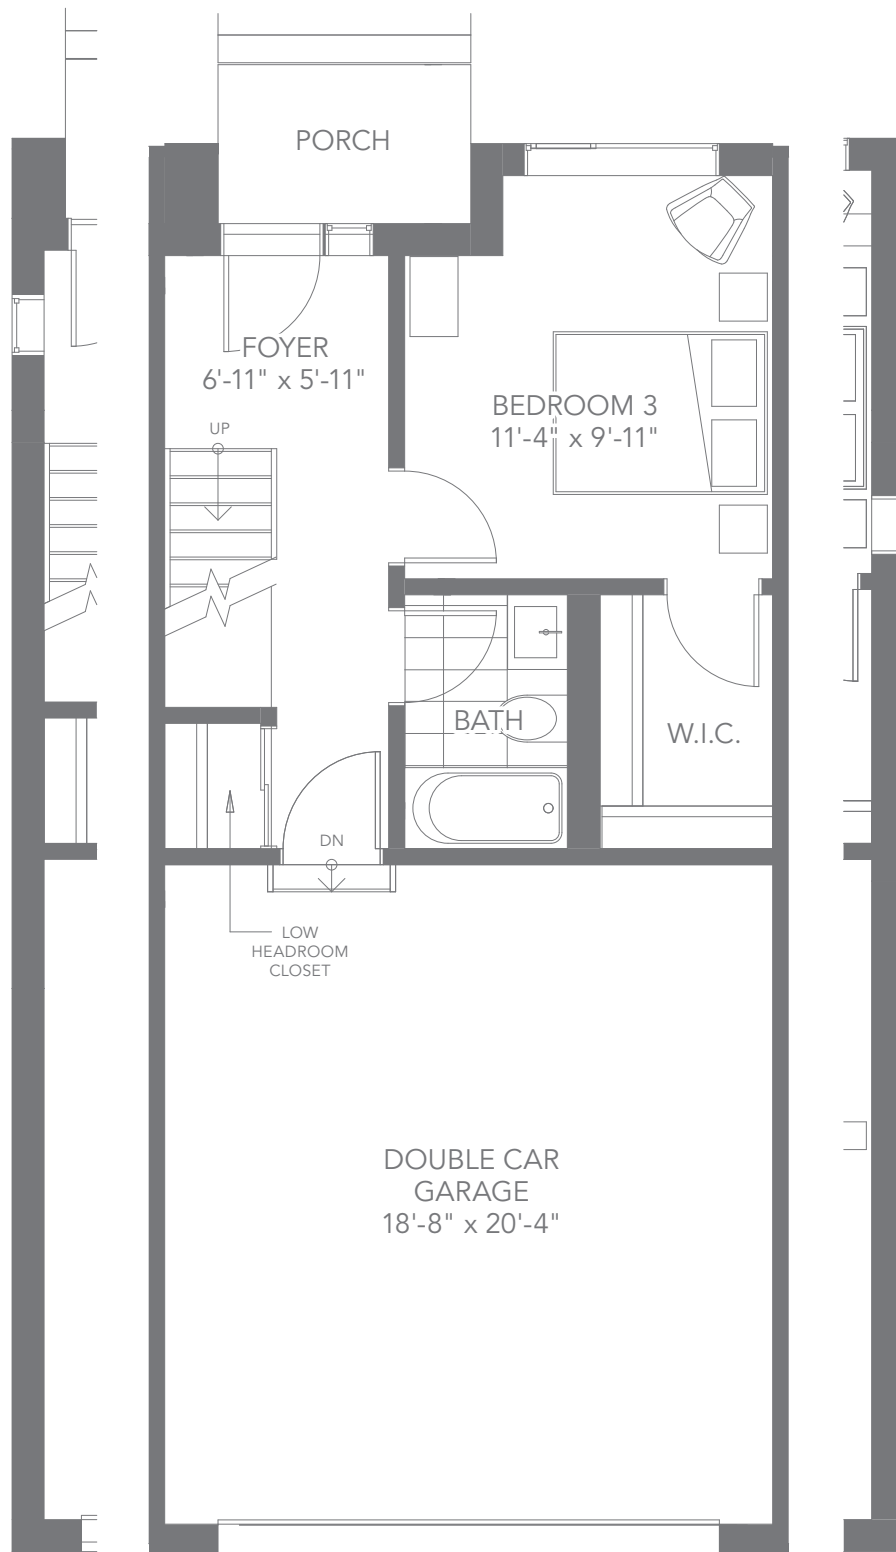 PORCH
FOYER
6'-11" x 5'-11"
UP
BEDROOM 3
11'-4" x 9'-11"
BATH
W.I.C.
DN
LOW
HEADROOM
CLOSET
DOUBLE CAR
GARAGE
18'-8" x 20'-4"